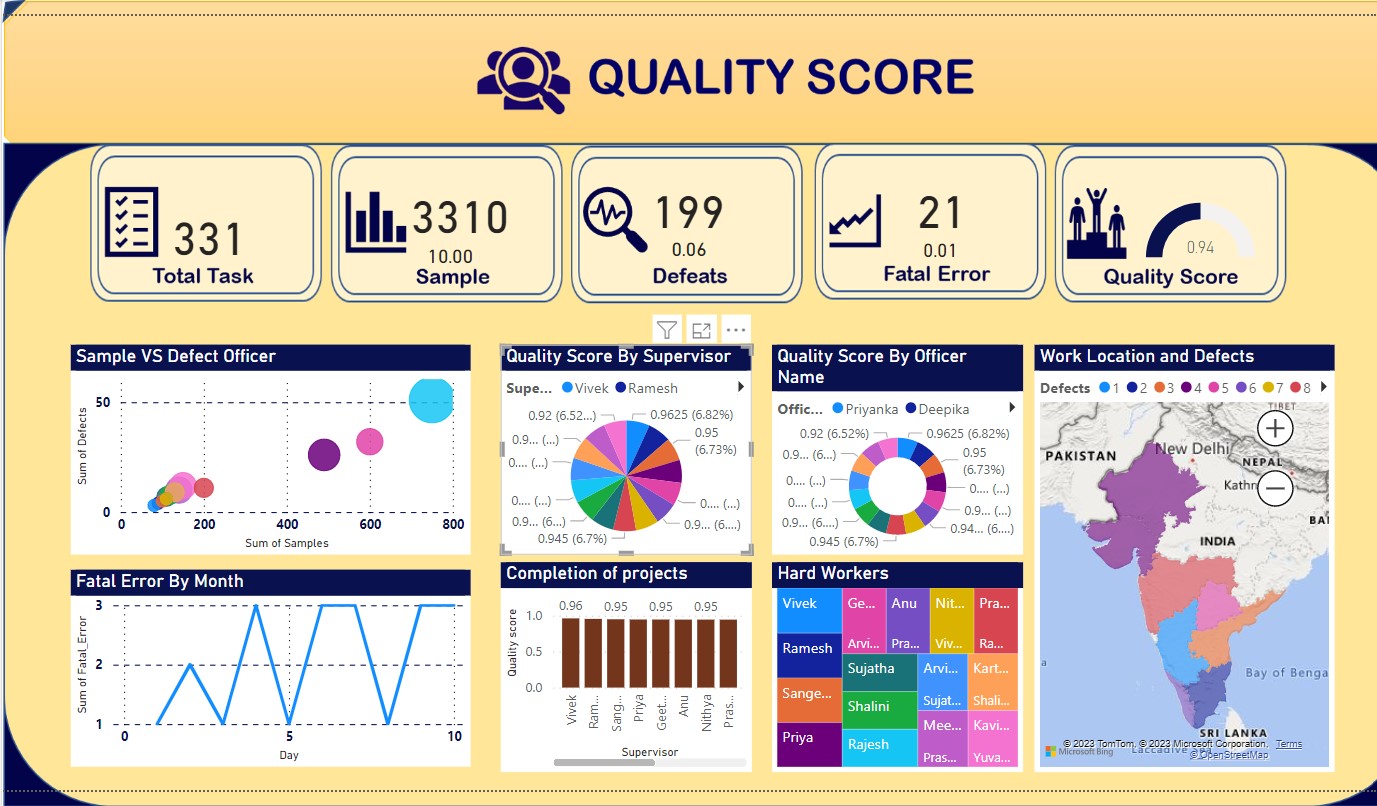 QUALITY SCORE
331
Total Task
3310
10.00
Sample
199
0.06
Defeats
21
0.01
Fatal Error
0.94
Quality Score
Sample VS Defect Officer
Sum of Defects
50
0
0 200 400 600 800
Sum of Samples
Quality Score By Supervisor
Supe... Vivek Ramesh
0.92 (6.52...) 0.9625 (6.82%)
0.9... (...) 0.95
(6.73%)
0.... (...)
0.... (...) 0.... (...)
0.9... (6...) 0.9... (6....)
0.945 (6.7%)
Quality Score By Officer
Name
Offic... Priyanka Deepika
0.92 (6.52%) 0.9625 (6.82%)
0.9... (6...) 0.95
(6.73%)
0.... (...) 0.... (...)
0.... (...) 0.9... (...)
0.9... (6....) 0.94... (6....)
0.945 (6.7%)
Work Location and Defects
Defects 1 2 3 4 5 6 7 8
TIBET
New Delhi
PAKISTAN
NEPAL
Kathn
BA
INDIA
a
Bay of Benga
SRI LANKA
© 2023 TomTom, © 2023 Microsoft Corporation, Terms
Microsoft Bing
© OpenStreetMap
Fatal Error By Month
Sum of Fatal_Error
3
2
1
0 5 10
Day
Completion of projects
Quality score
0.96 0.95 0.95 0.95
1.0
0.5
0.0
Vivek Ram... Sang... Priya Geet... Anu Nithya Pras...
Supervisor
Hard Workers
Vivek Ge... Anu Nit... Pra...
Arvi... Pra... Viv... Ra...
Ramesh Sujatha Arvi... Kart...
Sange... Shalini Sujat... Shali...
Priya Rajesh Mee... Kavi...
Pras... Yuva...